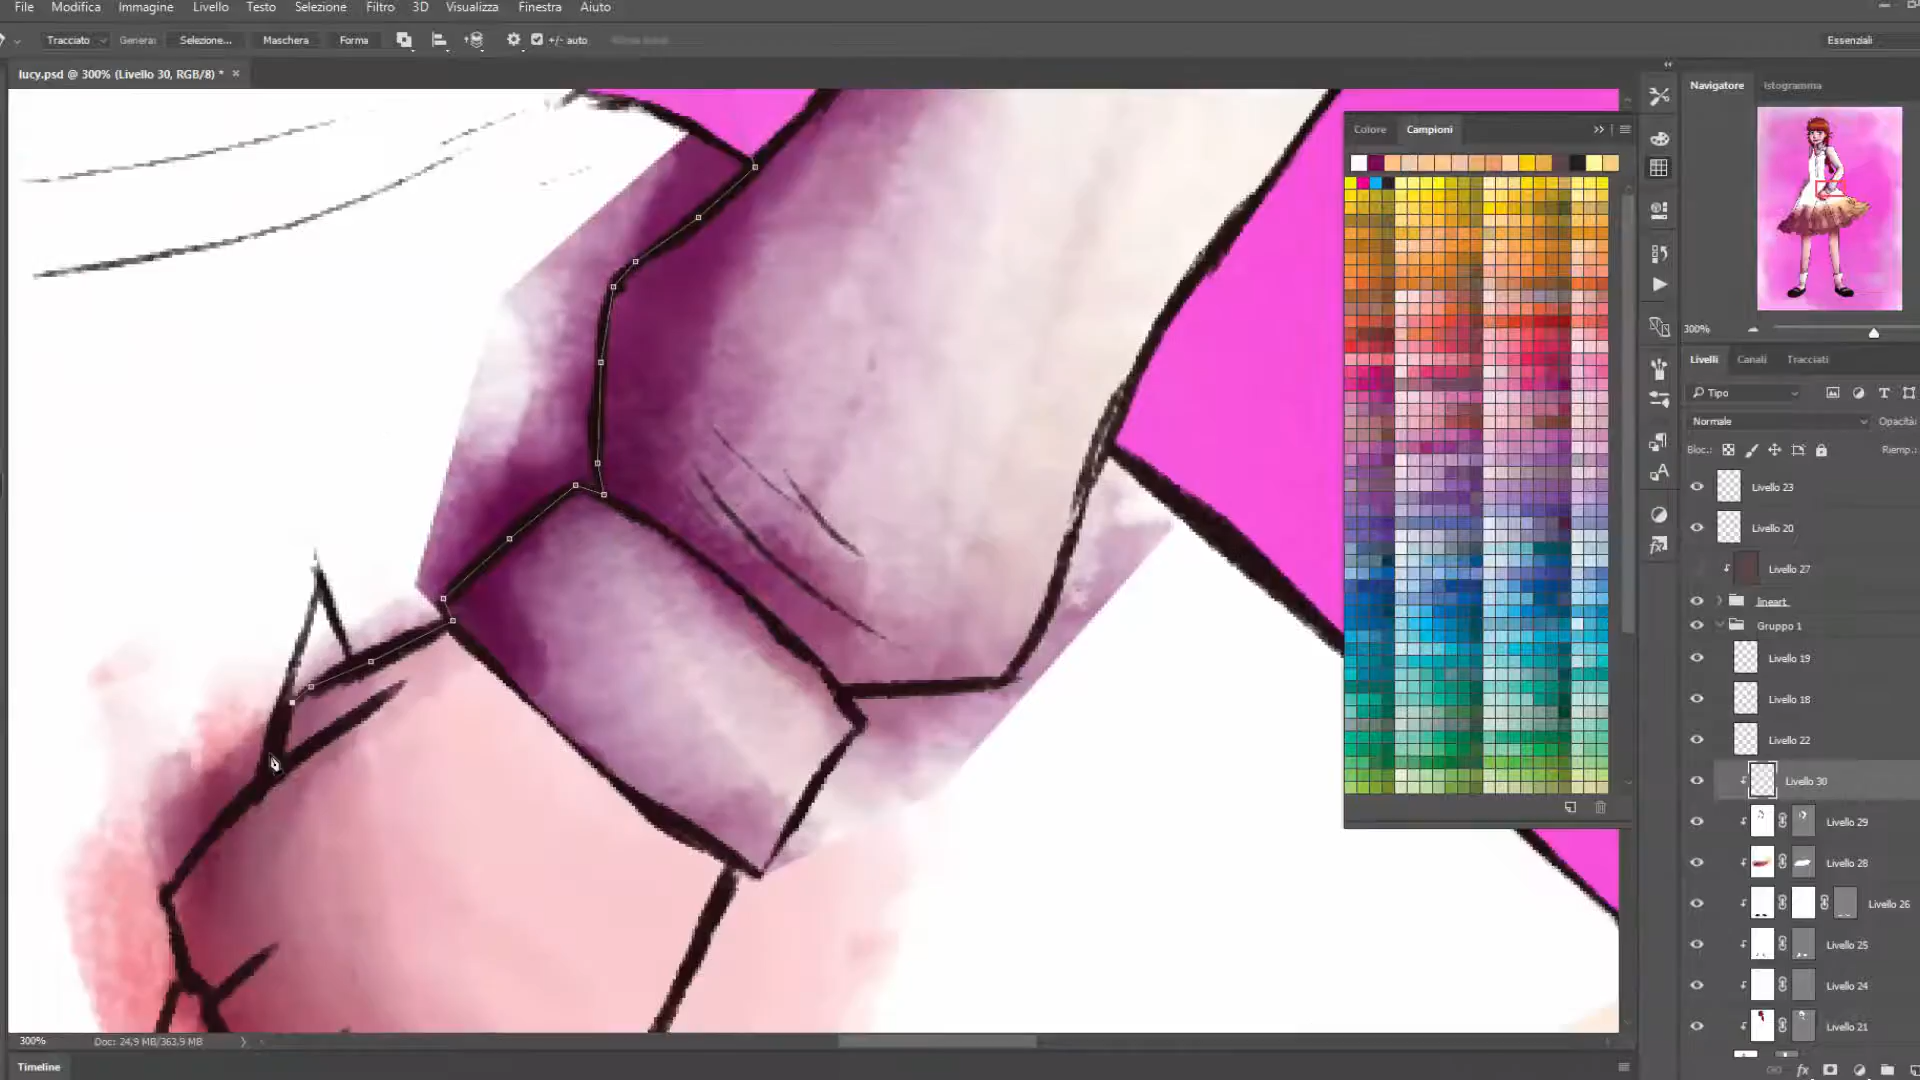 File Modifica Immagine Livello Testo Selezione Filtro 3D Visualizza Finestra Aiuto
Tracciato Genera: Selezione... Maschera Forma +/- auto
Essenziali
lucy.psd @ 300% (Livello 30, RGB/8) * ×
Colore Campioni
Navigatore Istogramma
300%
Livelli Canali Tracciati
Tipo
Normale Opacità:
Bloc.: Riemp.:
Livello 23
Livello 20
Livello 27
lineart
Gruppo 1
Livello 19
Livello 18
Livello 22
Livello 30
Livello 29
Livello 28
Livello 26
Livello 25
Livello 24
Livello 21
300% Doc: 24,9 MB/363,9 MB
Timeline